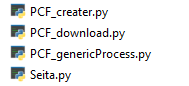 PCF_creater.py
PCF_download.py
PCF_genericProcess.py
Seita.py